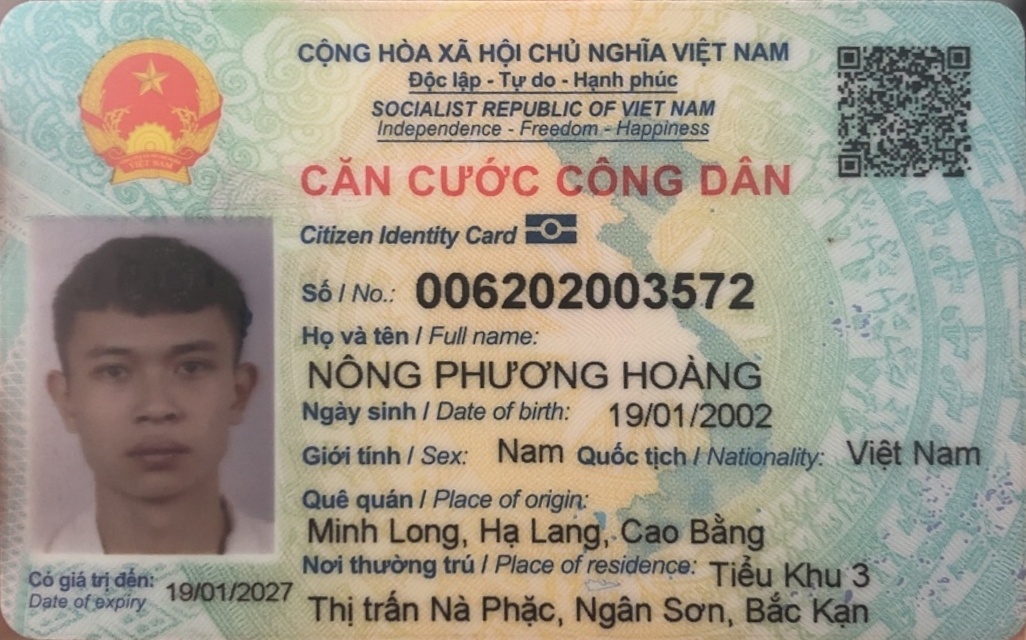 CỘNG HÒA XÃ HỘI CHỦ NGHĨA VIỆT NAM
Độc lập - Tự do - Hạnh phúc
SOCIALIST REPUBLIC OF VIET NAM
Independence - Freedom - Happiness
CĂN CƯỚC CÔNG DÂN
Citizen Identity Card
Số / No.: 006202003572
Họ và tên / Full name:
NÔNG PHƯƠNG HOÀNG
Ngày sinh / Date of birth: 19/01/2002
Giới tính / Sex: Nam Quốc tịch / Nationality: Việt Nam
Quê quán / Place of origin:
Minh Long, Hạ Lang, Cao Bằng
Nơi thường trú / Place of residence: Tiểu Khu 3
Thị trấn Nà Phặc, Ngân Sơn, Bắc Kạn
Có giá trị đến: 19/01/2027
Date of expiry
VIỆT NAM